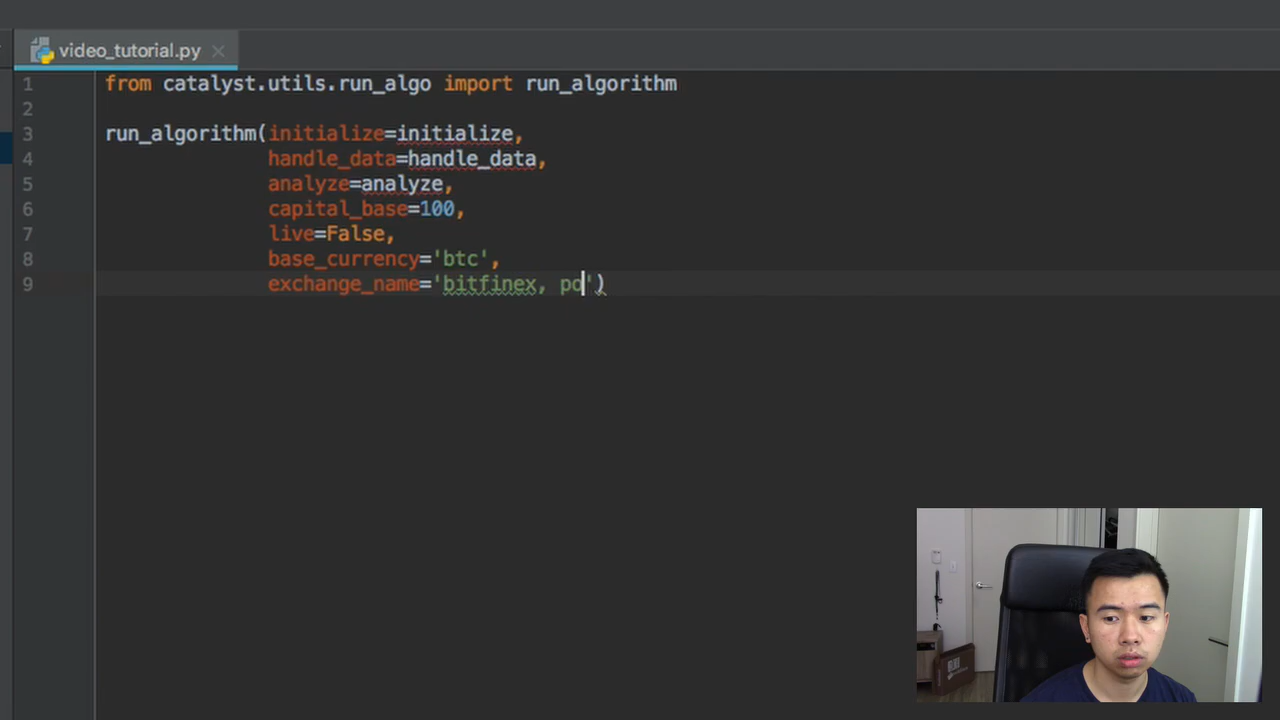 video_tutorial.py
1 from catalyst.utils.run_algo import run_algorithm
2
3 run_algorithm(initialize=initialize,
4 handle_data=handle_data,
5 analyze=analyze,
6 capital_base=100,
7 live=False,
8 base_currency='btc',
9 exchange_name='bitfinex, po')